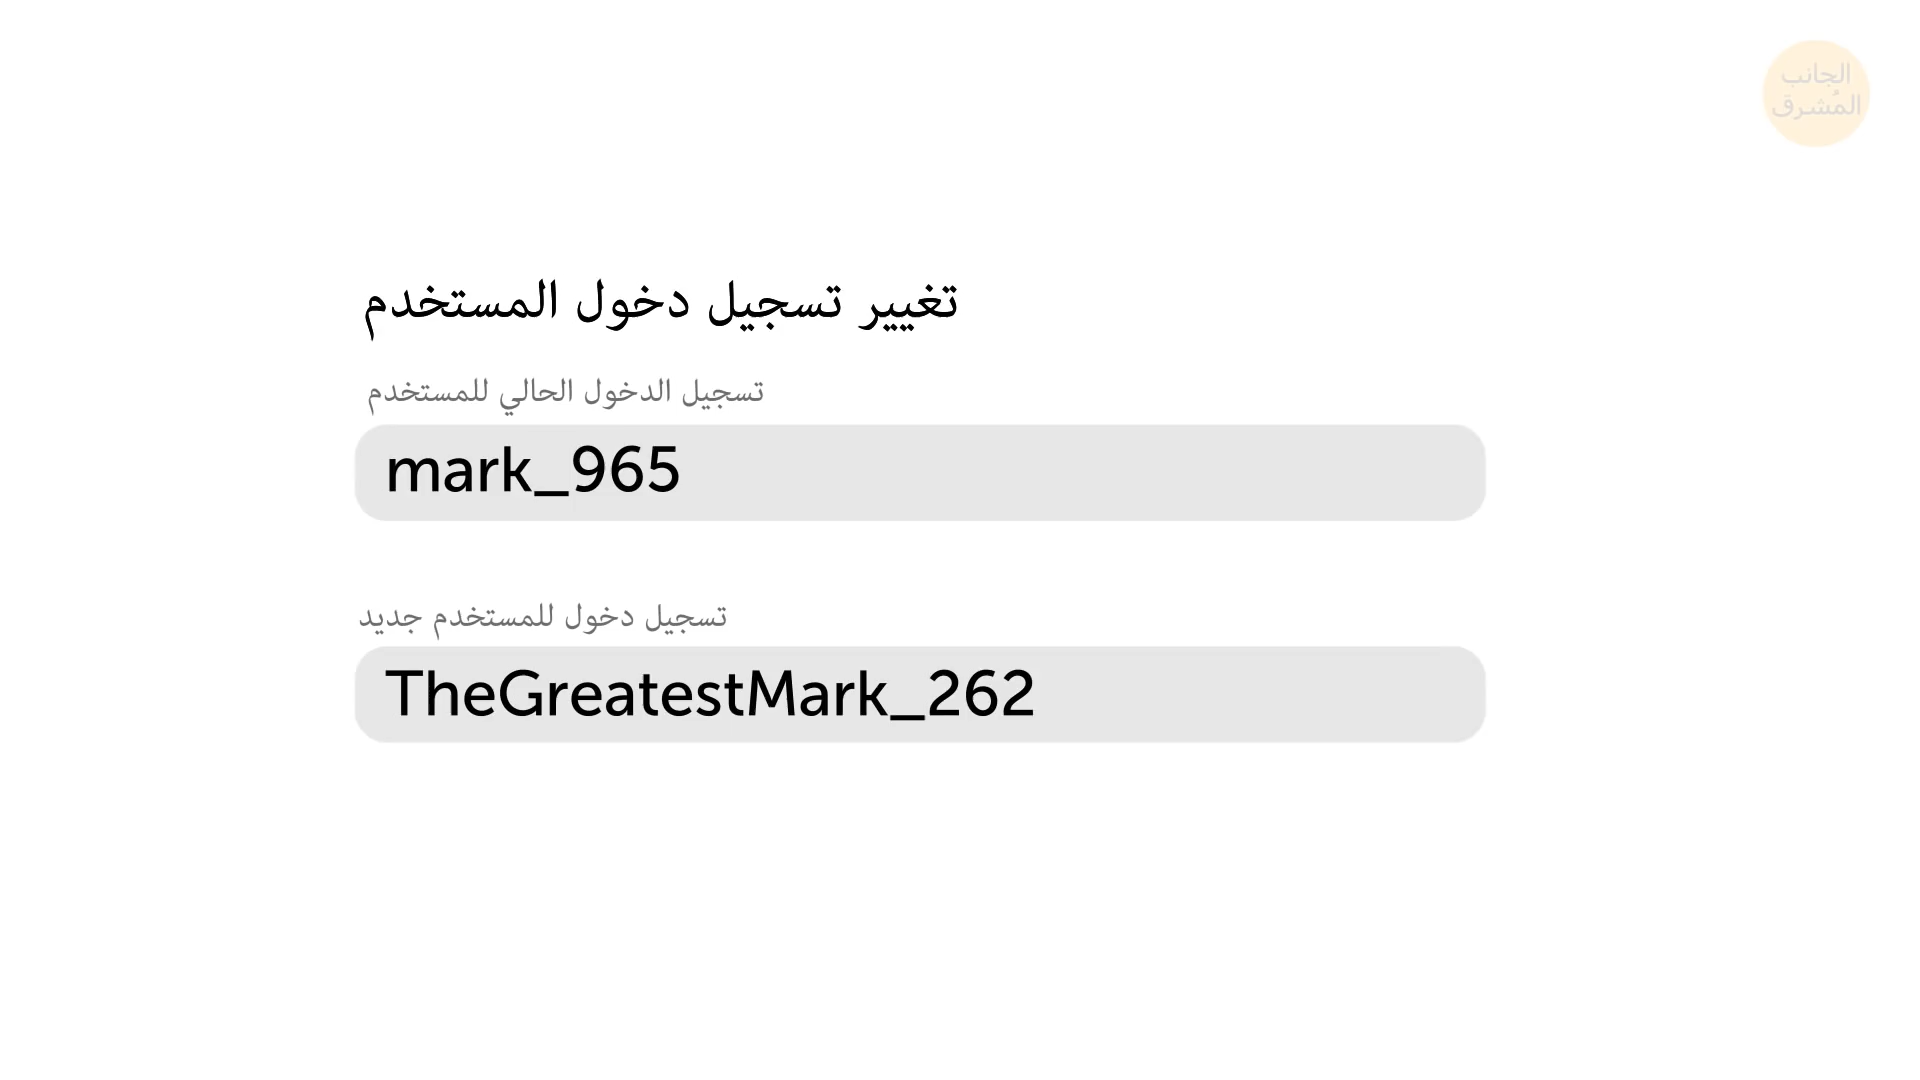 الجانب
المُشرق
تغيير تسجيل دخول المستخدم
تسجيل الدخول الحالي للمستخدم
mark_965
تسجيل دخول للمستخدم جديد
TheGreatestMark_262